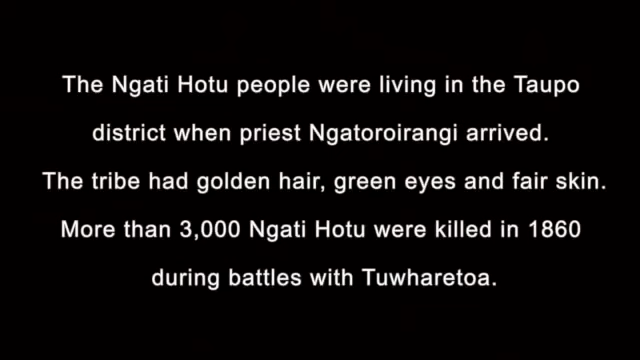 The Ngati Hotu people were living in the Taupo
district when priest Ngatoroirangi arrived.
The tribe had golden hair, green eyes and fair skin.
More than 3,000 Ngati Hotu were killed in 1860
during battles with Tuwharetoa.